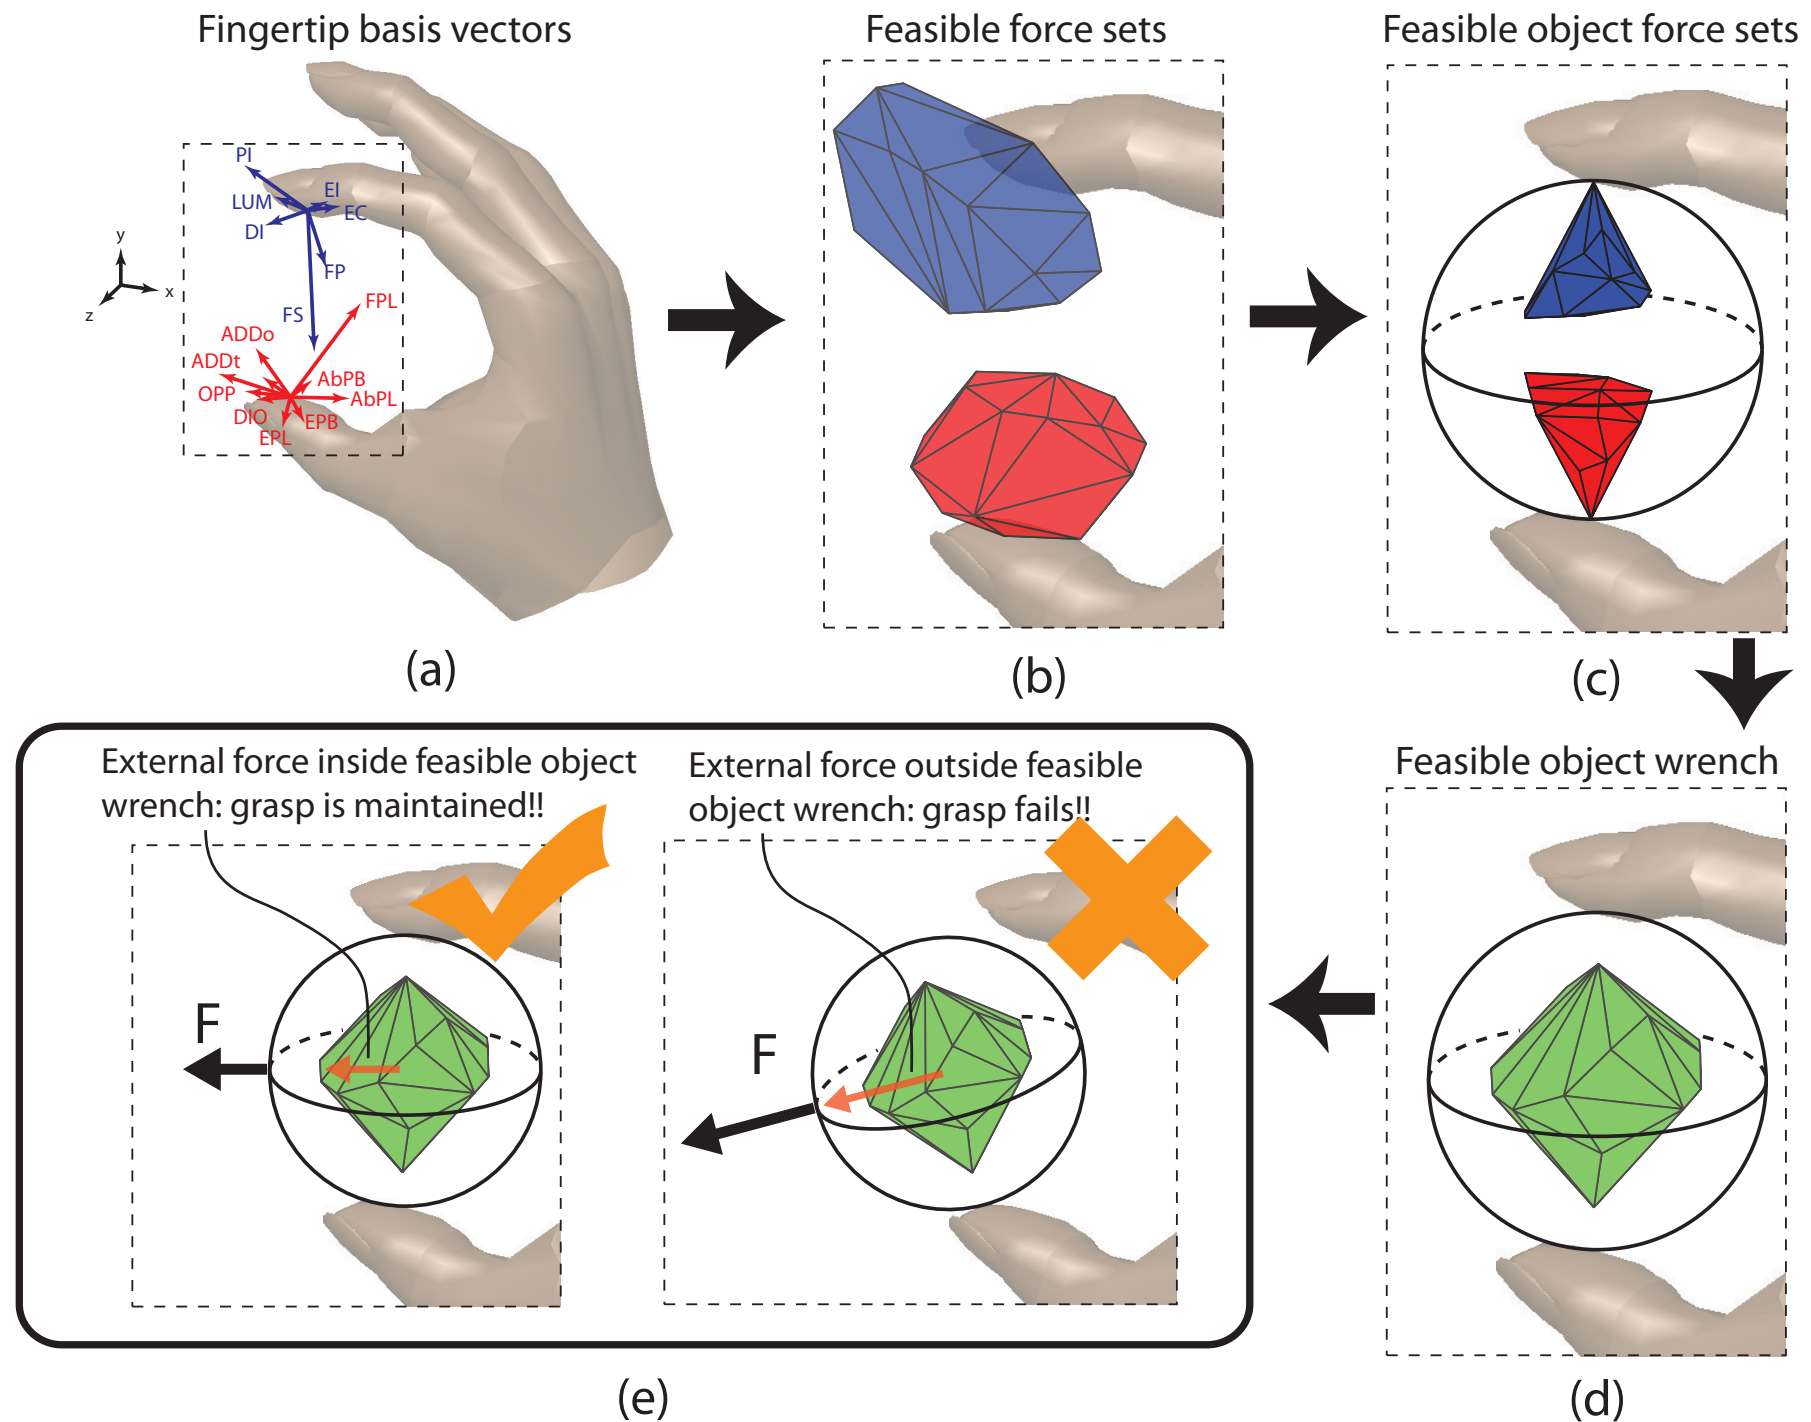 Fingertip basis vectors
Feasible force sets
Feasible object force sets
PI
EI
LUM
EC
DI
FP
y
x
z
FS
FPL
ADDo
ADDt
AbPB
OPP
AbPL
DIO
EPB
EPL
(a)
(b)
(c)
External force inside feasible object
wrench: grasp is maintained!!
External force outside feasible
object wrench: grasp fails!!
Feasible object wrench
F
F
(e)
(d)